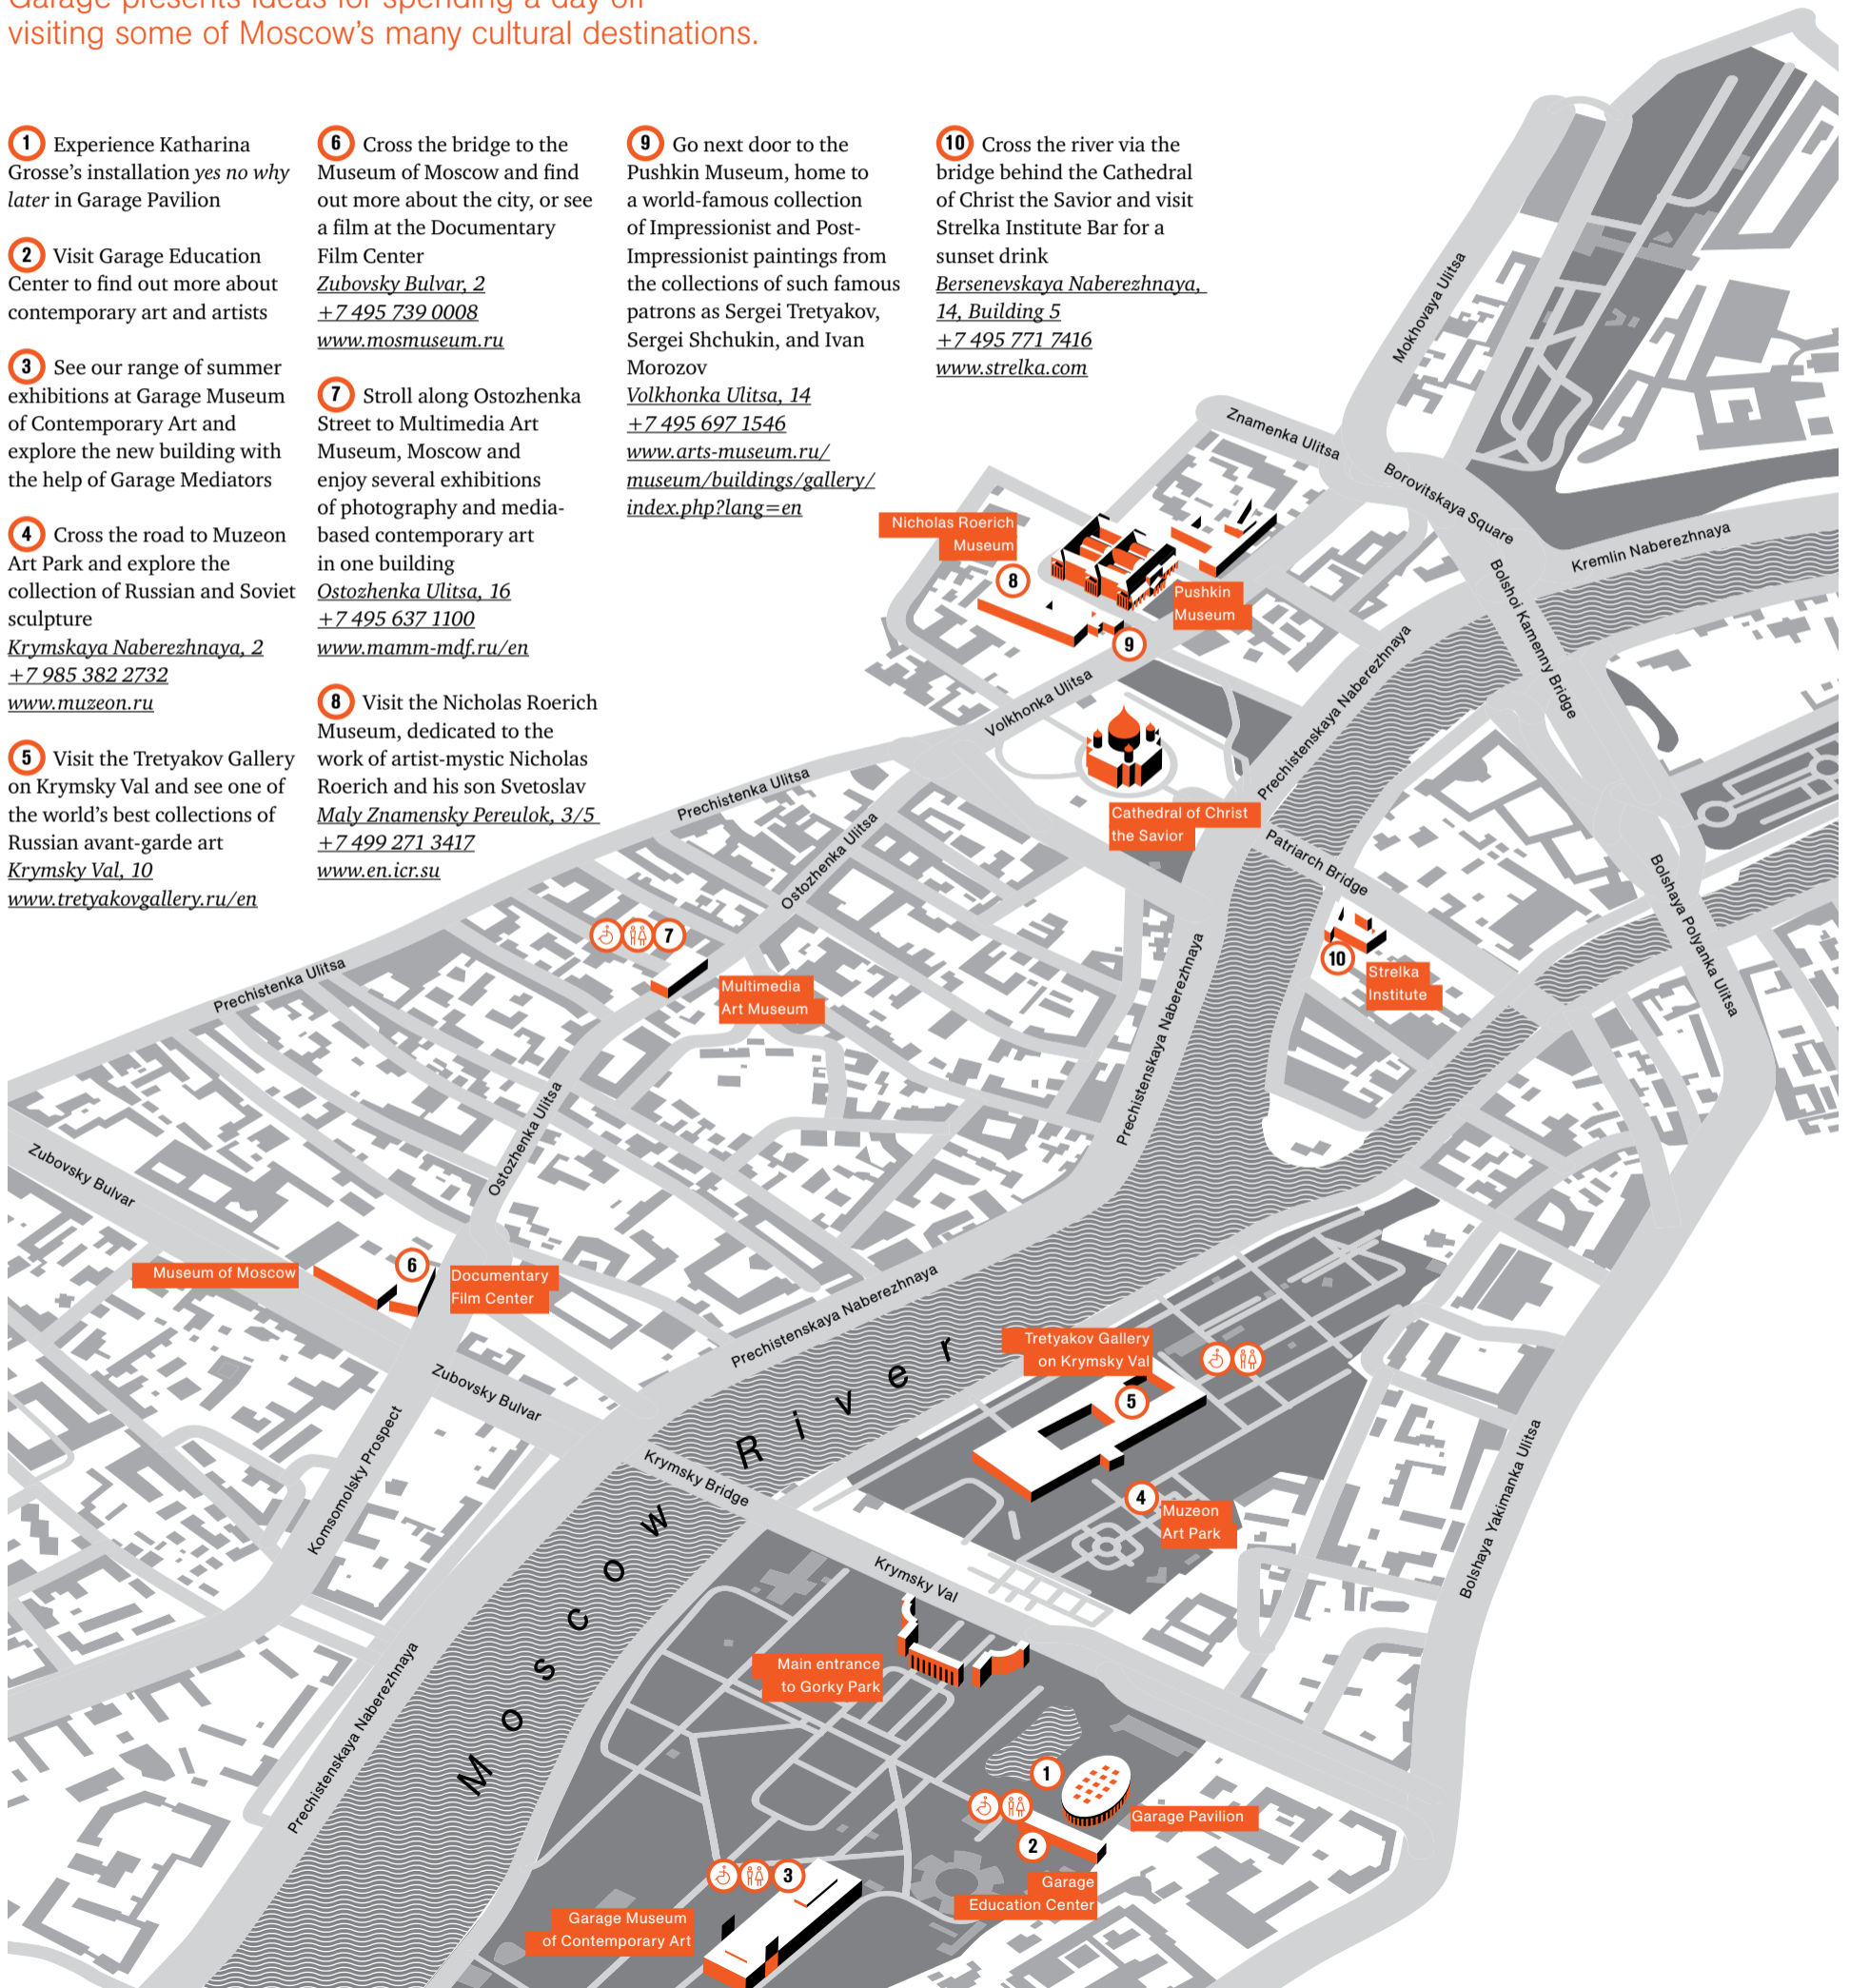 Garage presents ideas for spending a day off
visiting some of Moscow's many cultural destinations.
1 Experience Katharina
Grosse's installation yes no why
later in Garage Pavilion
2 Visit Garage Education
Center to find out more about
contemporary art and artists
3 See our range of summer
exhibitions at Garage Museum
of Contemporary Art and
explore the new building with
the help of Garage Mediators
4 Cross the road to Muzeon
Art Park and explore the
collection of Russian and Soviet
sculpture
Krymskaya Naberezhnaya, 2
+7 985 382 2732
www.muzeon.ru
5 Visit the Tretyakov Gallery
on Krymsky Val and see one of
the world's best collections of
Russian avant-garde art
Krymsky Val, 10
www.tretyakovgallery.ru/en
6 Cross the bridge to the
Museum of Moscow and find
out more about the city, or see
a film at the Documentary
Film Center
Zubovsky Bulvar, 2
+7 495 739 0008
www.mosmuseum.ru
7 Stroll along Ostozhenka
Street to Multimedia Art
Museum, Moscow and
enjoy several exhibitions
of photography and media-
based contemporary art
in one building
Ostozhenka Ulitsa, 16
+7 495 637 1100
www.mamm-mdf.ru/en
8 Visit the Nicholas Roerich
Museum, dedicated to the
work of artist-mystic Nicholas
Roerich and his son Svetoslav
Maly Znamensky Pereulok, 3/5
+7 499 271 3417
www.en.icr.su
9 Go next door to the
Pushkin Museum, home to
a world-famous collection
of Impressionist and Post-
Impressionist paintings from
the collections of such famous
patrons as Sergei Tretyakov,
Sergei Shchukin, and Ivan
Morozov
Volkhonka Ulitsa, 14
+7 495 697 1546
www.arts-museum.ru/
museum/buildings/gallery/
index.php?lang=en
10 Cross the river via the
bridge behind the Cathedral
of Christ the Savior and visit
Strelka Institute Bar for a
sunset drink
Bersenevskaya Naberezhnaya,
14, Building 5
+7 495 771 7416
www.strelka.com
Mokhovaya Ulitsa
Znamenka Ulitsa
Borovitskaya Square
Kremlin Naberezhnaya
Bolshoi Kamenny Bridge
Nicholas Roerich
Museum
8
Pushkin
Museum
9
Volkhonka Ulitsa
Prechistenskaya Naberezhnaya
Cathedral of Christ
the Savior
Patriarch Bridge
Prechistenka Ulitsa
Ostozhenka Ulitsa
Bolshaya Polyanka Ulitsa
7
Multimedia
Art Museum
10
Strelka
Institute
Prechistenka Ulitsa
Prechistenskaya Naberezhnaya
Ostozhenka Ulitsa
Zubovsky Bulvar
Museum of Moscow
6
Documentary
Film Center
Prechistenskaya Naberezhnaya
Zubovsky Bulvar
Komsomolsky Prospect
Moscow River
Tretyakov Gallery
on Krymsky Val
5
Krymsky Bridge
4
Muzeon
Art Park
Bolshaya Yakimanka Ulitsa
Krymsky Val
Prechistenskaya Naberezhnaya
Main entrance
to Gorky Park
1
Garage Pavilion
2
Garage
Education Center
3
Garage Museum
of Contemporary Art